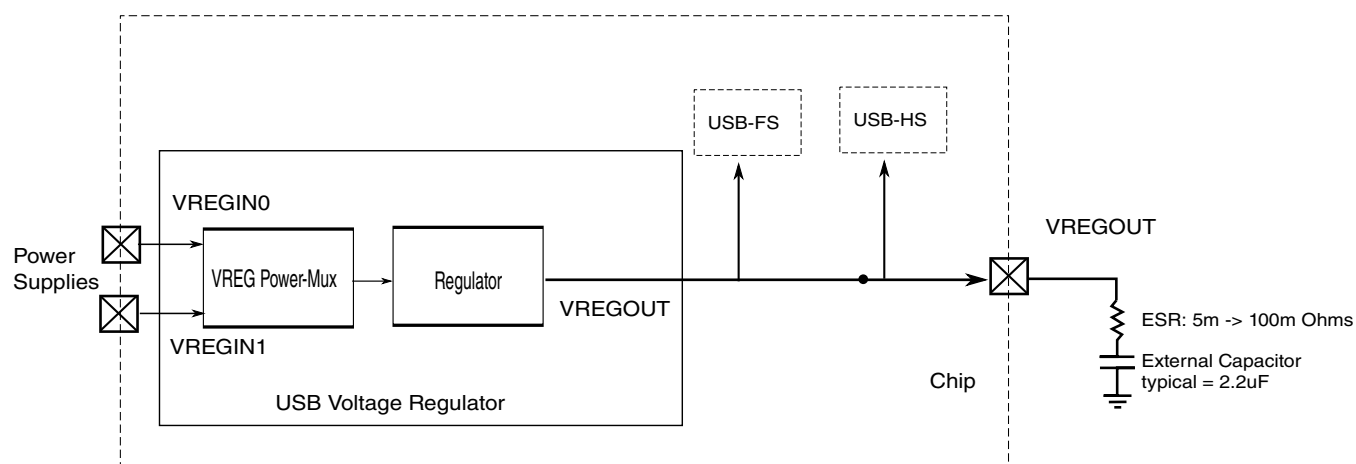 USB-FS
USB-HS
VREGIN0
VREGOUT
Power
Supplies
VREG Power-Mux
Regulator
VREGOUT
VREGIN1
ESR: 5m -> 100m Ohms
External Capacitor
typical = 2.2uF
Chip
USB Voltage Regulator